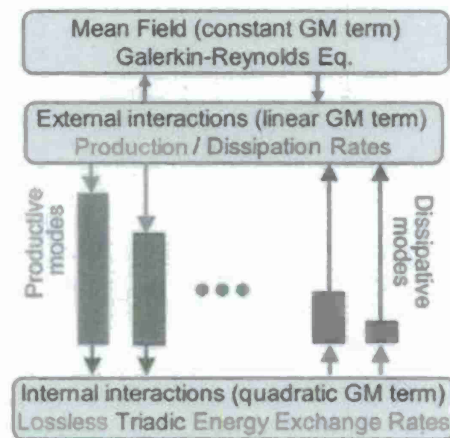 Mean Field (constant GM term)
Galerkin-Reynolds Eq.
External interactions (linear GM term)
Production / Dissipation Rates
Productive
modes
Dissipative
modes
Internal interactions (quadratic GM term)
Lossless Triadic Energy Exchange Rates